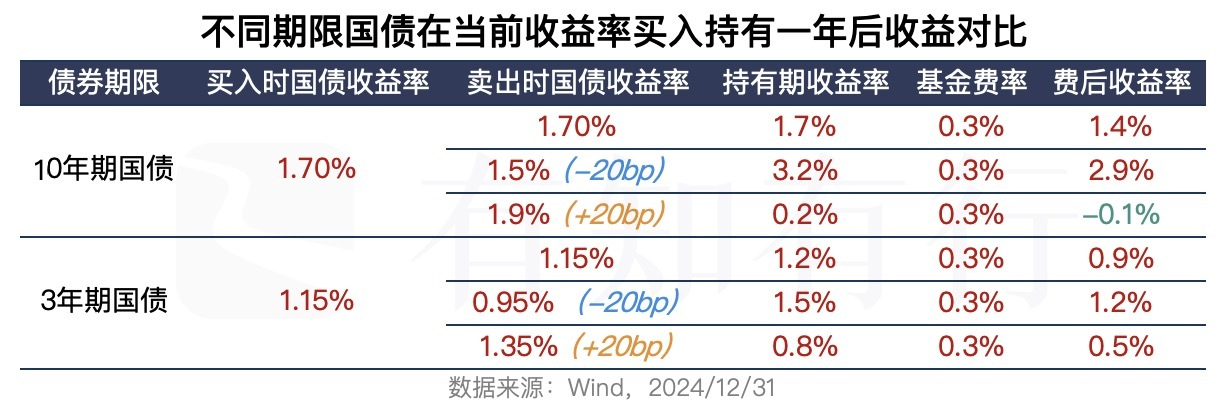 不同期限国债在当前收益率买入持有一年后收益对比
债券期限 买入时国债收益率 卖出时国债收益率 持有期收益率 基金费率 费后收益率
1.70% 1.7% 0.3% 1.4%
10年期国债 1.70% 1.5% (-20bp) 3.2% 0.3% 2.9%
1.9% (+20bp) 0.2% 0.3% -0.1%
1.15% 1.2% 0.3% 0.9%
3年期国债 1.15% 0.95% (-20bp) 1.5% 0.3% 1.2%
1.35% (+20bp) 0.8% 0.3% 0.5%
有知有行
数据来源：Wind，2024/12/31